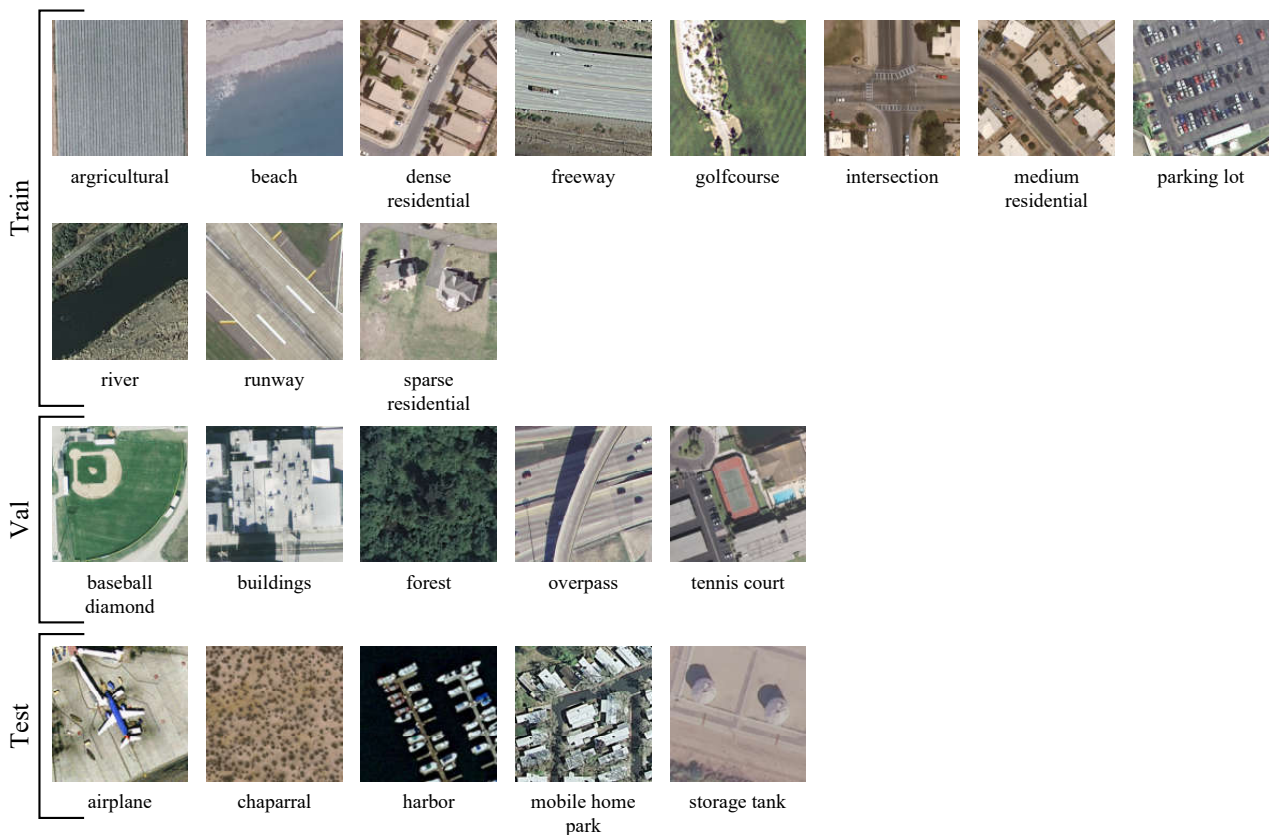 Train
argricultural
beach
dense
residential
freeway
golfcourse
intersection
medium
residential
parking lot
river
runway
sparse
residential
Val
baseball
diamond
buildings
forest
overpass
tennis court
Test
airplane
chaparral
harbor
mobile home
park
storage tank